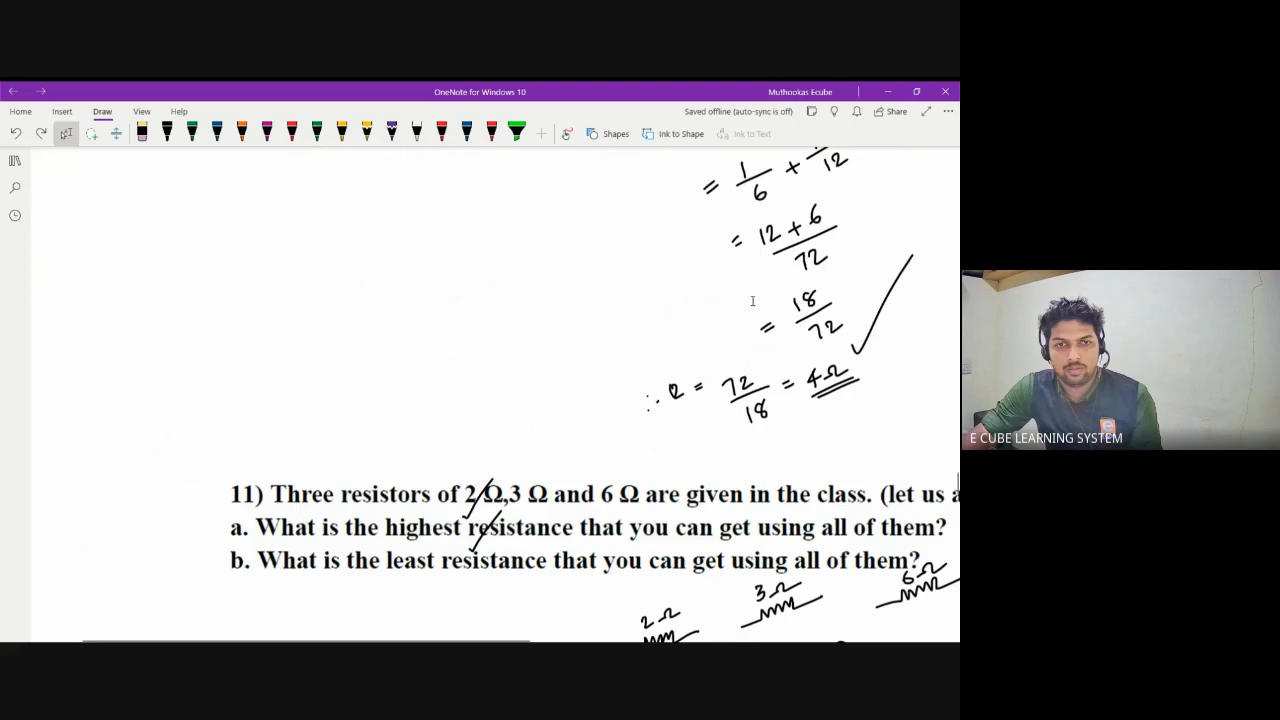 OneNote for Windows 10
Muthookas Ecube
Home Insert Draw View Help
Saved offline (auto-sync is off)
Share
Shapes
Ink to Shape
Ink to Text
= 1/6 + /12
= 12 + 6/72
= 18/72
∴ R = 72/18 = 4Ω
11) Three resistors of 2 Ω,3 Ω and 6 Ω are given in the class. (let us
a. What is the highest resistance that you can get using all of them?
b. What is the least resistance that you can get using all of them?
2 Ω 3 Ω 6 Ω
E CUBE LEARNING SYSTEM